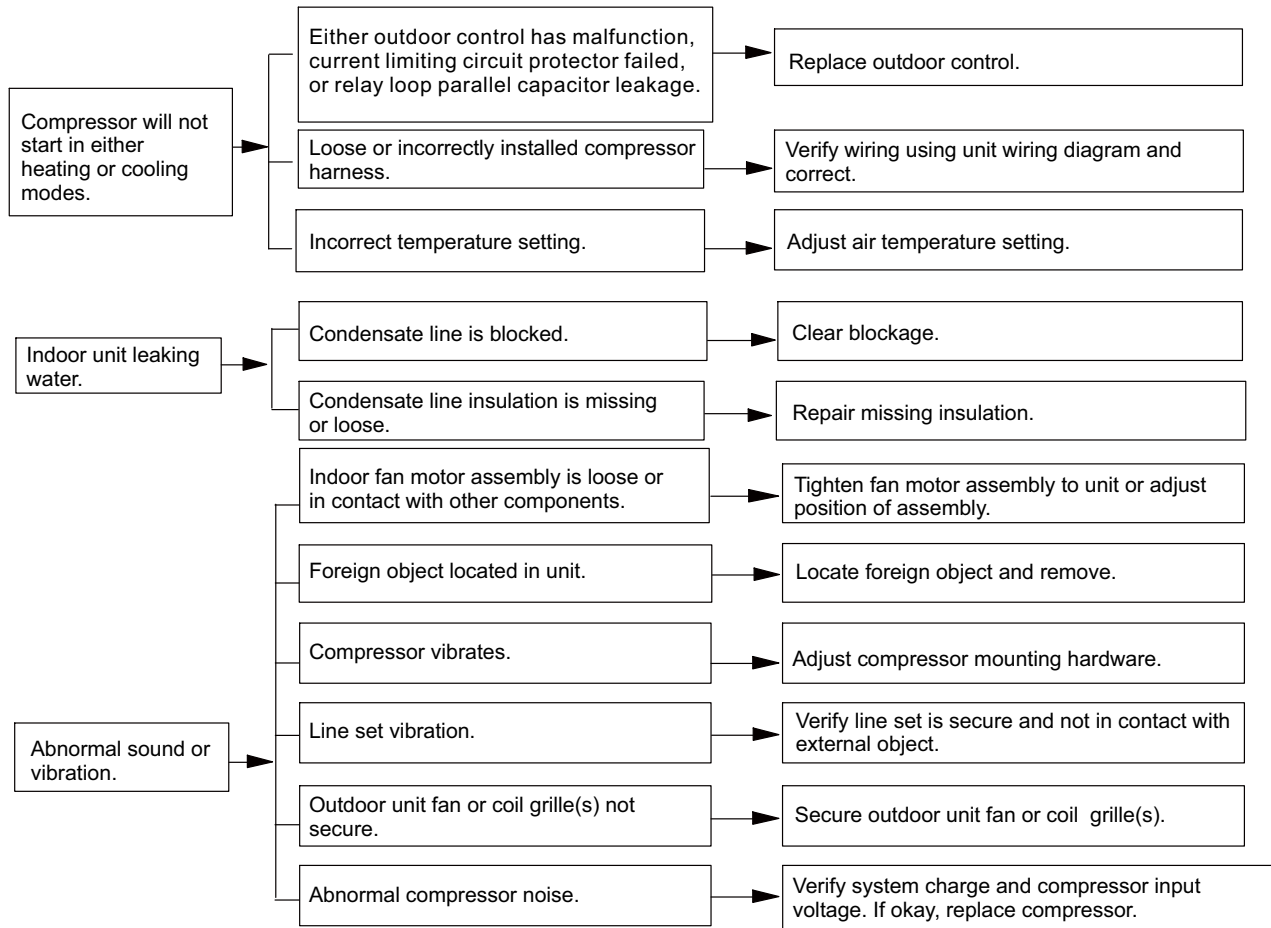 Compressor will not
start in either
heating or cooling
modes.
Either outdoor control has malfunction,
current limiting circuit protector failed,
or relay loop parallel capacitor leakage.
Replace outdoor control.
Loose or incorrectly installed compressor
harness.
Verify wiring using unit wiring diagram and
correct.
Incorrect temperature setting.
Adjust air temperature setting.
Indoor unit leaking
water.
Condensate line is blocked.
Clear blockage.
Condensate line insulation is missing
or loose.
Repair missing insulation.
Abnormal sound or
vibration.
Indoor fan motor assembly is loose or
in contact with other components.
Tighten fan motor assembly to unit or adjust
position of assembly.
Foreign object located in unit.
Locate foreign object and remove.
Compressor vibrates.
Adjust compressor mounting hardware.
Line set vibration.
Verify line set is secure and not in contact with
external object.
Outdoor unit fan or coil grille(s) not
secure.
Secure outdoor unit fan or coil grille(s).
Abnormal compressor noise.
Verify system charge and compressor input
voltage. If okay, replace compressor.